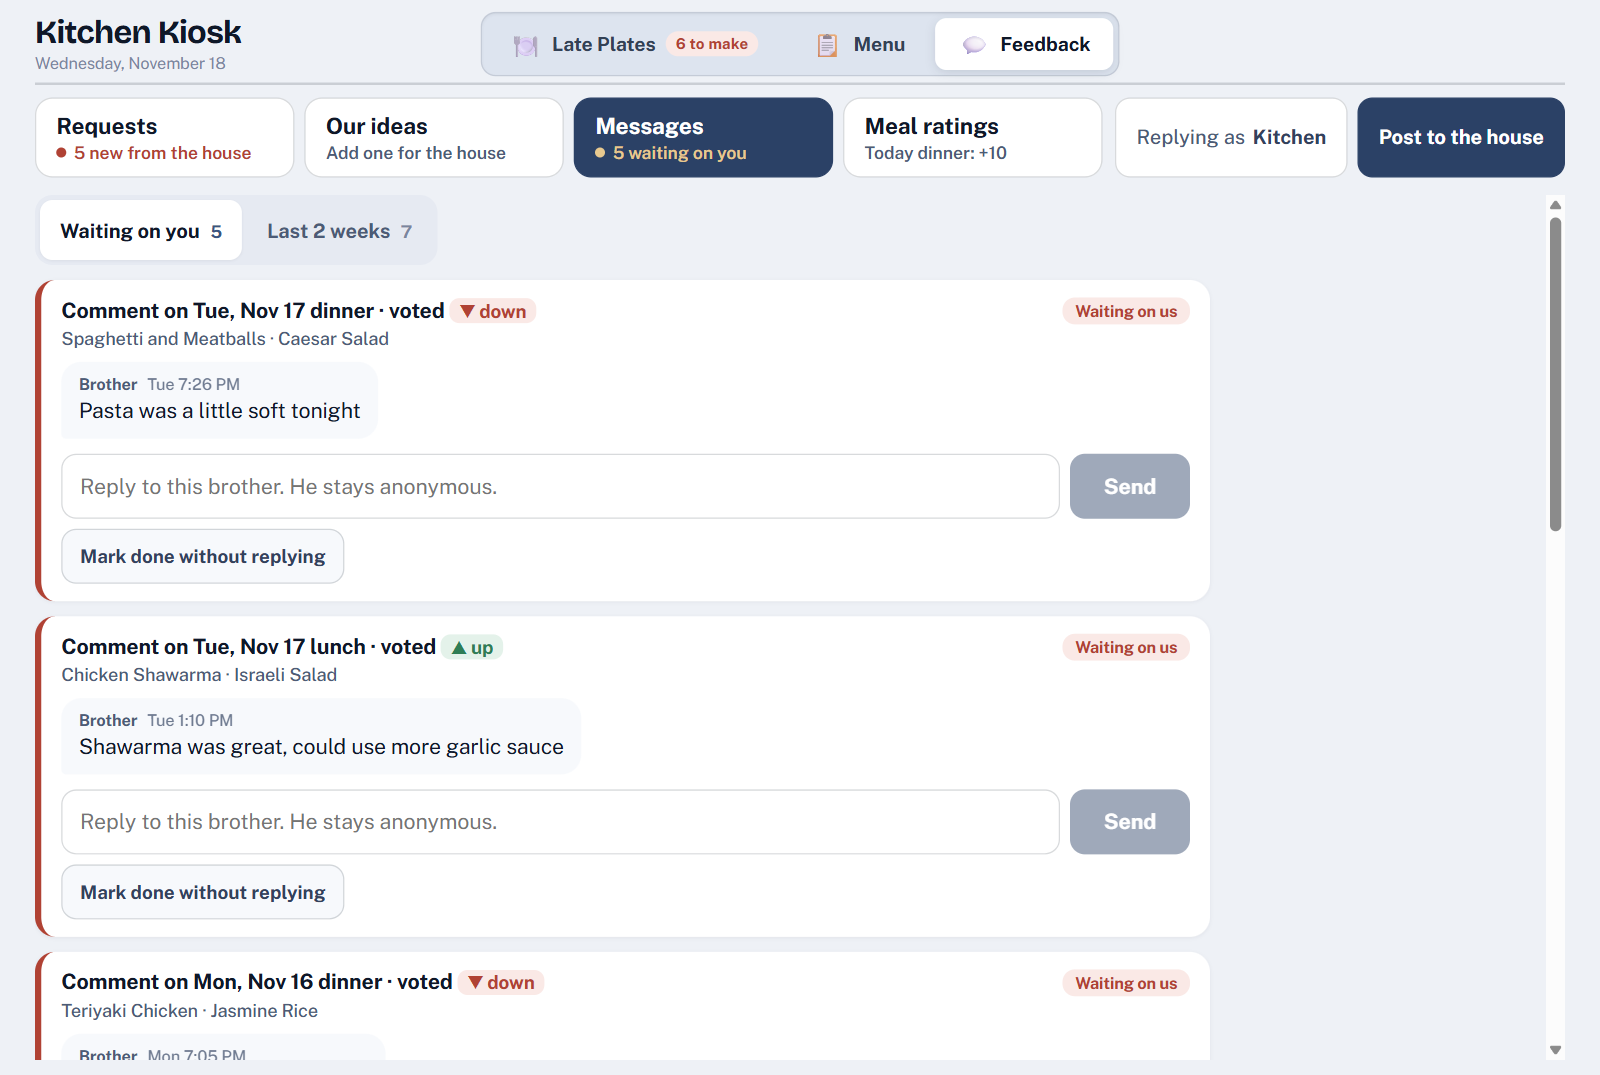 Kitchen Kiosk
Wednesday, November 18
Late Plates 6 to make
Menu
Feedback
Requests
5 new from the house
Our ideas
Add one for the house
Messages
5 waiting on you
Meal ratings
Today dinner: +10
Replying as Kitchen
Post to the house
Waiting on you 5
Last 2 weeks 7
Comment on Tue, Nov 17 dinner · voted ▼ down
Waiting on us
Spaghetti and Meatballs · Caesar Salad
Brother Tue 7:26 PM
Pasta was a little soft tonight
Reply to this brother. He stays anonymous.
Send
Mark done without replying
Comment on Tue, Nov 17 lunch · voted ▲ up
Waiting on us
Chicken Shawarma · Israeli Salad
Brother Tue 1:10 PM
Shawarma was great, could use more garlic sauce
Reply to this brother. He stays anonymous.
Send
Mark done without replying
Comment on Mon, Nov 16 dinner · voted ▼ down
Waiting on us
Teriyaki Chicken · Jasmine Rice
Brother Mon 7:05 PM